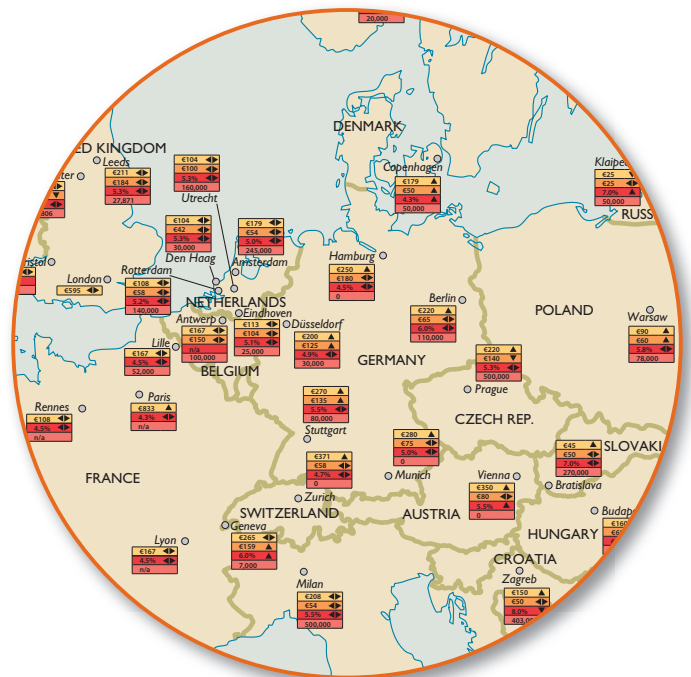 20,000
DENMARK
ED KINGDOM
Leeds
€211
€184
5.3%
27,871
ter
806
€104
€100
5.3%
160,000
Utrecht
Copenhagen
€179
€50
4.3%
50,000
Klaiped
€25
€25
7.0%
50,000
RUSS
€104
€42
5.3%
30,000
Den Haag
€179
€54
5.0%
245,000
Amsterdam
istol
London
€595
Rotterdam
€108
€58
5.2%
140,000
NETHERLANDS
Hamburg
€250
€180
4.5%
0
Berlin
€220
€65
6.0%
110,000
POLAND
Warsaw
€90
€60
5.8%
78,000
Antwerp
€167
€150
n/a
100,000
Eindhoven
€113
€104
5.1%
25,000
Düsseldorf
€200
€125
4.9%
30,000
GERMANY
Lille
€167
4.5%
52,000
BELGIUM
€220
€140
5.3%
500,000
Prague
CZECH REP.
Paris
€833
4.3%
n/a
Rennes
€108
4.5%
n/a
€270
€135
5.5%
80,000
Stuttgart
€280
€75
5.0%
0
Munich
€45
€50
7.0%
270,000
SLOVAKI
Bratislava
FRANCE
€371
€58
4.7%
0
Zurich
SWITZERLAND
Vienna
€350
€80
5.5%
0
AUSTRIA
Budape
€160
HUNGARY
Geneva
€265
€159
6.0%
7,000
Lyon
€167
4.5%
n/a
CROATIA
Zagreb
€150
€50
8.0%
403,00
Milan
€208
€54
5.5%
500,000